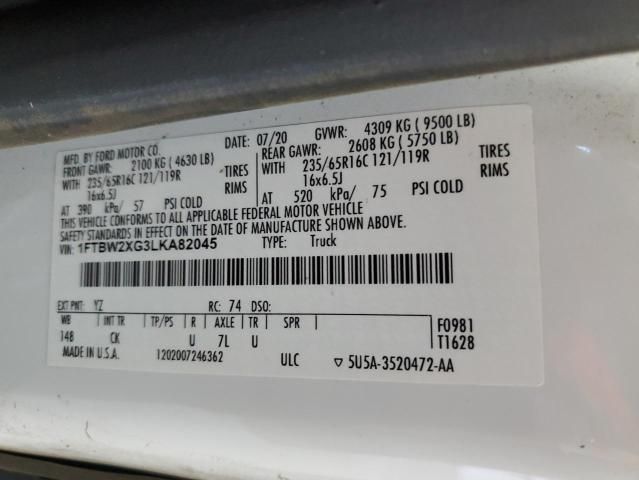 MFD. BY FORD MOTOR CO. DATE: 07/20 GVWR: 4309 KG ( 9500 LB)
FRONT GAWR: 2100 KG ( 4630 LB) REAR GAWR: 2608 KG ( 5750 LB)
WITH 235/65R16C 121/119R TIRES WITH 235/65R16C 121/119R TIRES
16x6.5J RIMS 16x6.5J RIMS
AT 390 kPa/ 57 PSI COLD AT 520 kPa/ 75 PSI COLD
THIS VEHICLE CONFORMS TO ALL APPLICABLE FEDERAL MOTOR VEHICLE
SAFETY STANDARDS IN EFFECT ON THE DATE OF MANUFACTURE SHOWN ABOVE.
VIN: 1FTBW2XG3LKA82045 TYPE: Truck
EXT PNT: YZ RC: 74 DSO:
WB INT TR TP/PS R AXLE TR SPR F0981
148 CK U 7L U T1628
MADE IN U.S.A. 1202007246362 ULC ▽ 5U5A-3520472-AA